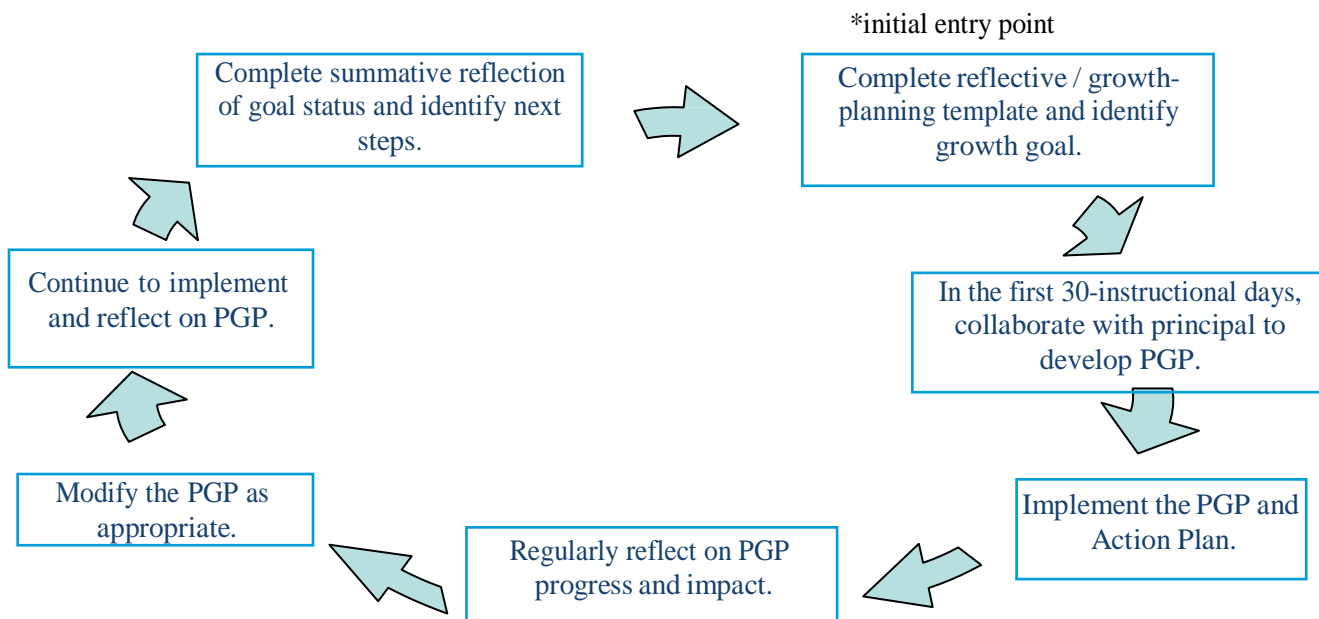 *initial entry point
Complete summative reflection
of goal status and identify next
steps.
Complete reflective / growth-
planning template and identify
growth goal.
Continue to implement
and reflect on PGP.
In the first 30-instructional days,
collaborate with principal to
develop PGP.
Modify the PGP as
appropriate.
Implement the PGP and
Action Plan.
Regularly reflect on PGP
progress and impact.